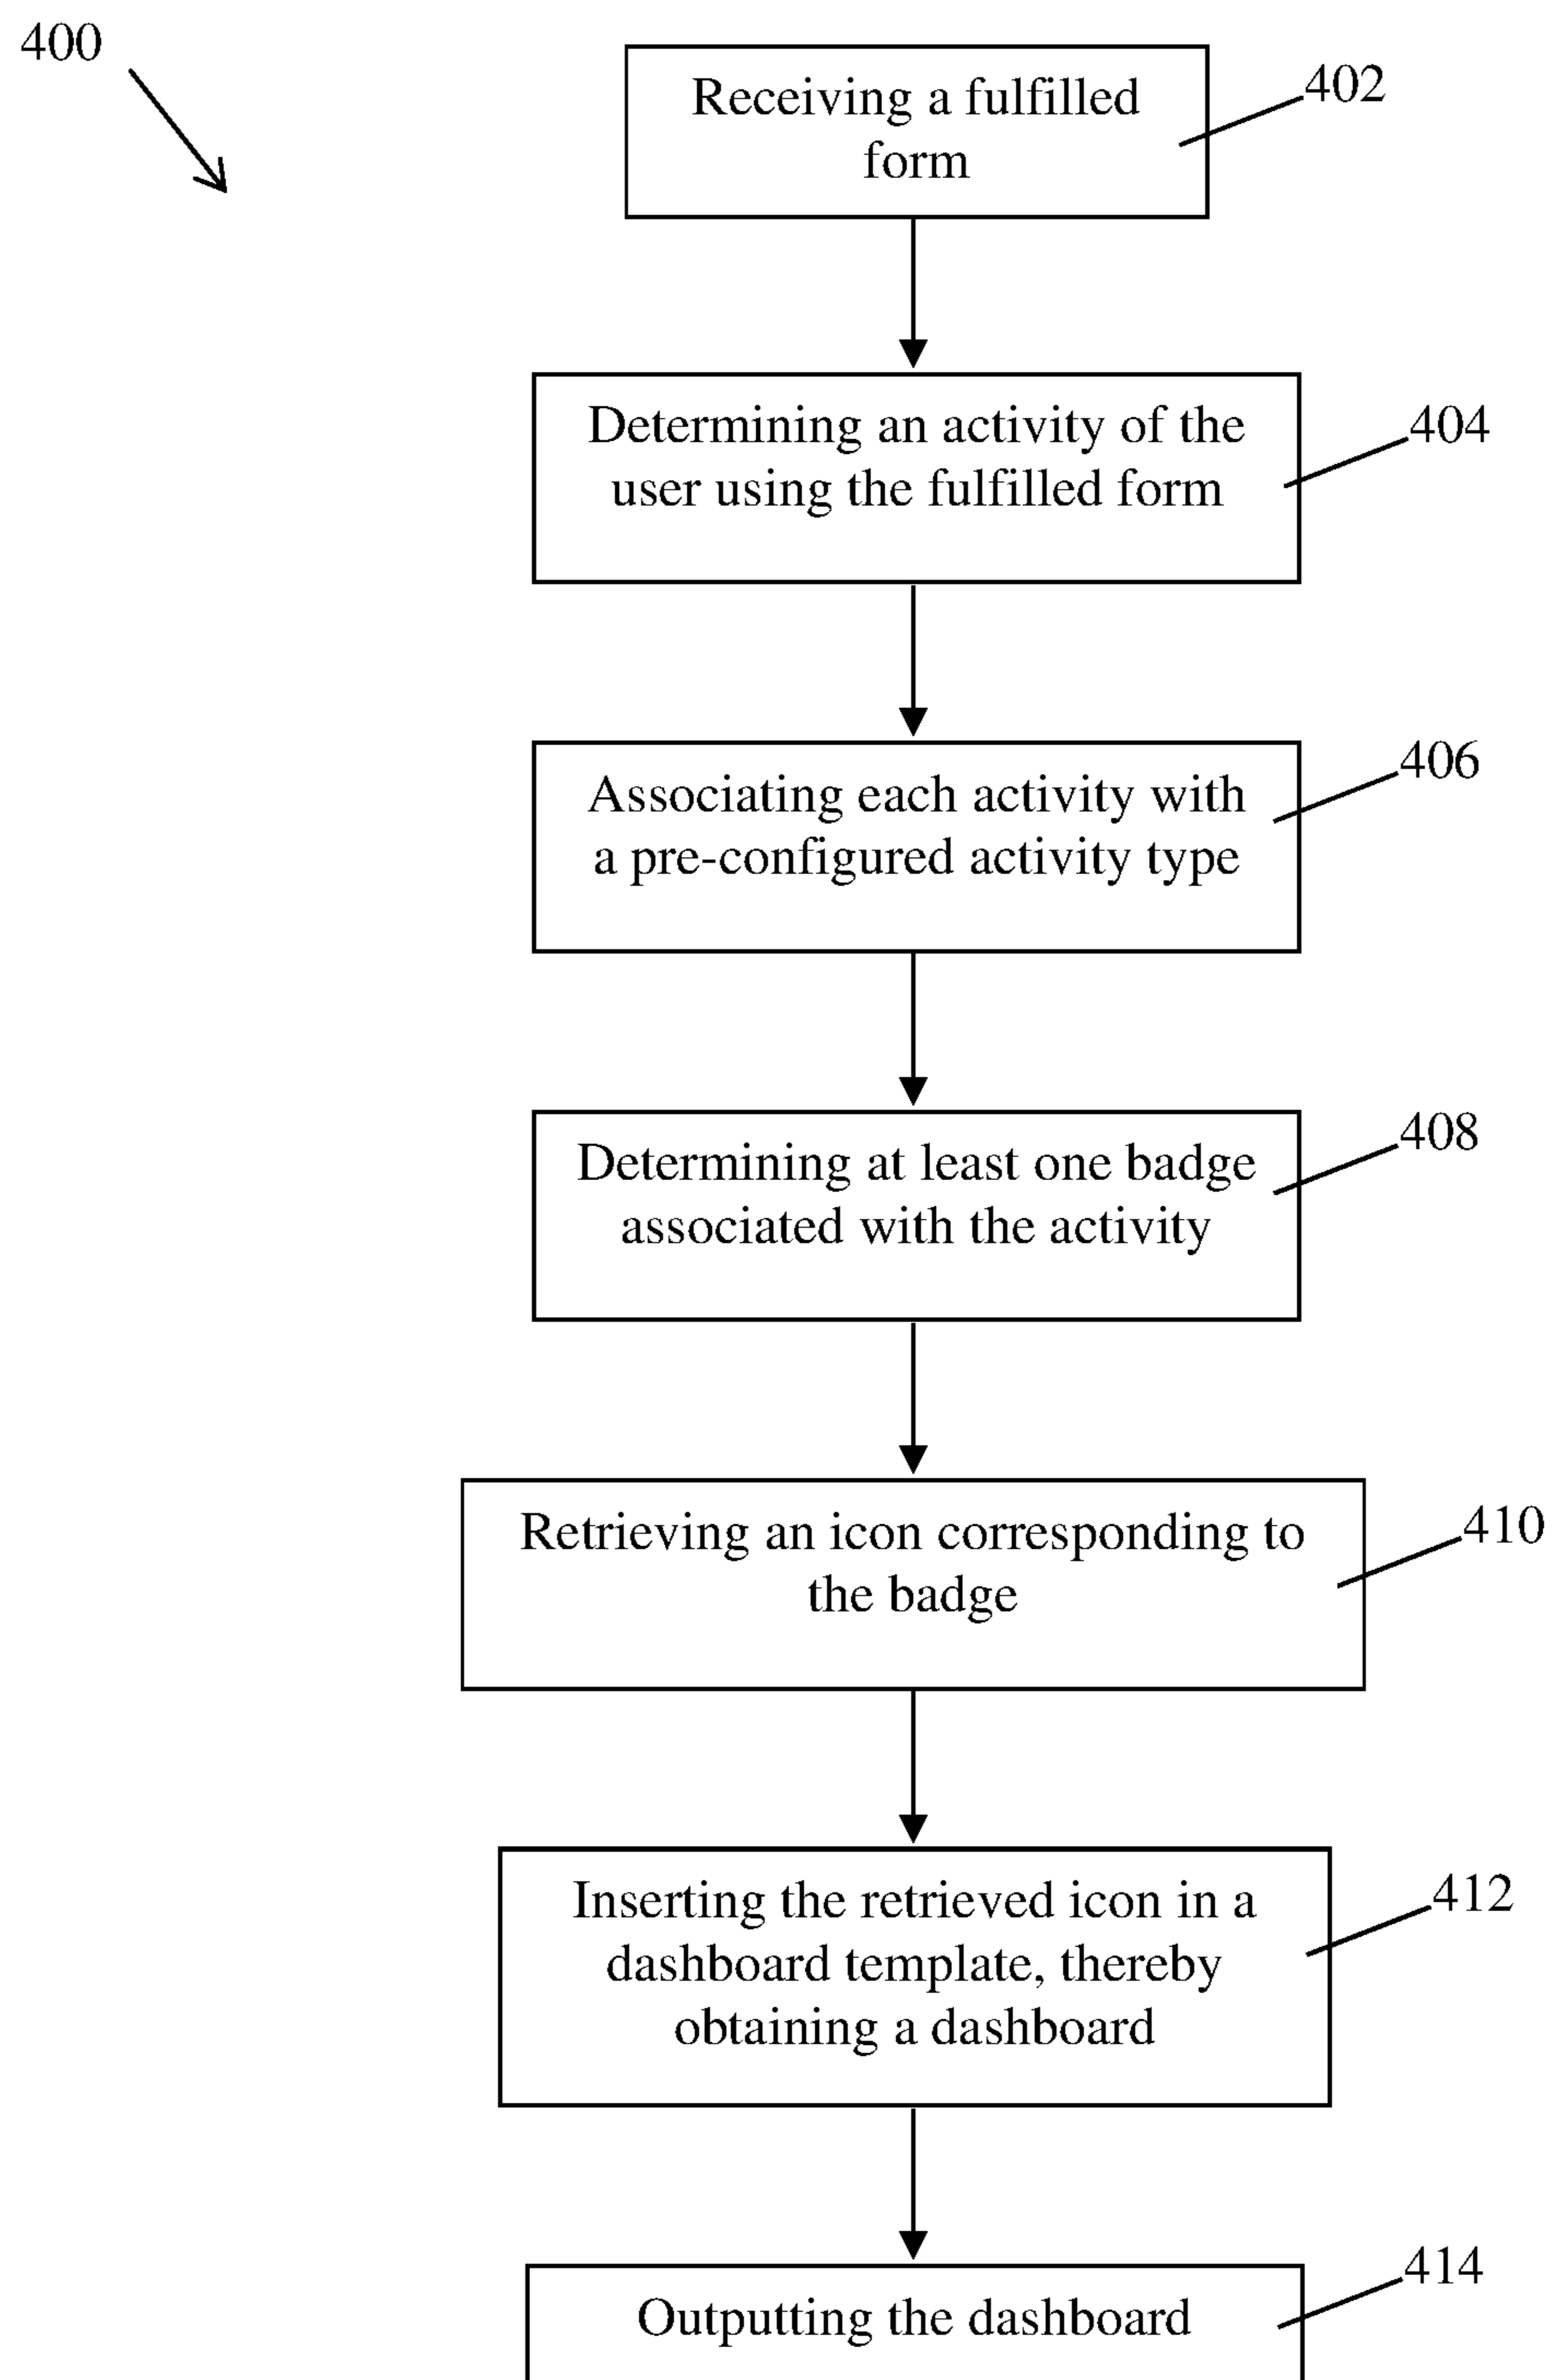 400
Receiving a fulfilled
form
402
Determining an activity of the
user using the fulfilled form
404
Associating each activity with
a pre-configured activity type
406
Determining at least one badge
associated with the activity
408
Retrieving an icon corresponding to
the badge
410
Inserting the retrieved icon in a
dashboard template, thereby
obtaining a dashboard
412
Outputting the dashboard
414